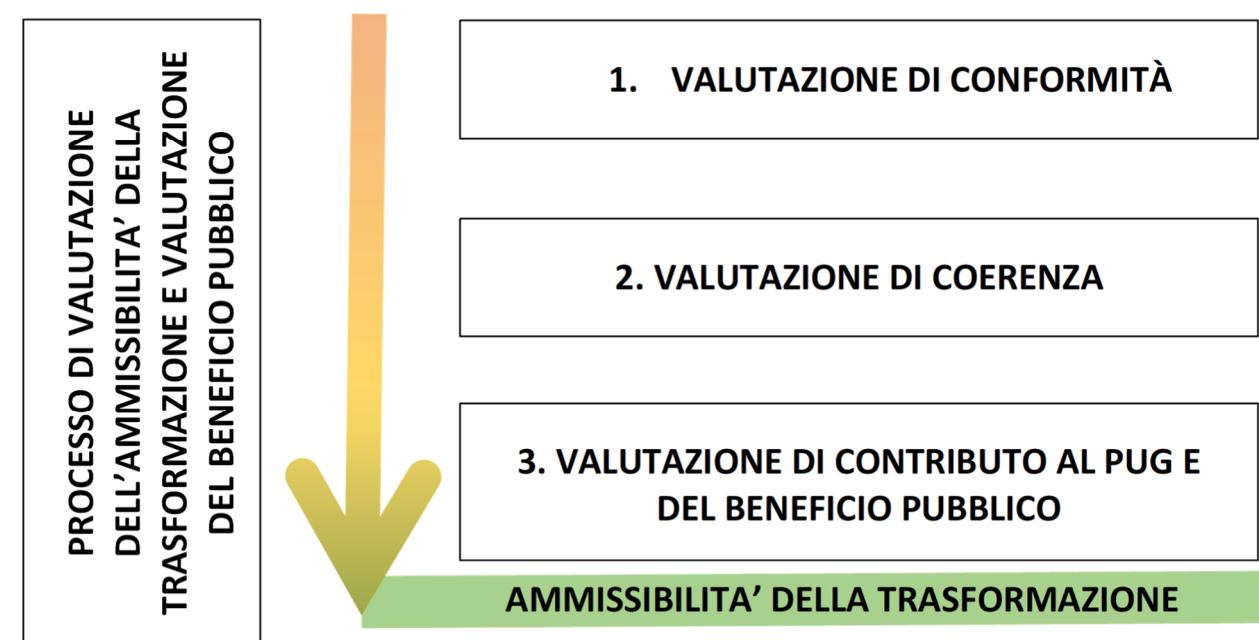 PROCESSO DI VALUTAZIONE
DELL’AMMISSIBILITA’ DELLA
TRASFORMAZIONE E VALUTAZIONE
DEL BENEFICIO PUBBLICO
1. VALUTAZIONE DI CONFORMITÀ
2. VALUTAZIONE DI COERENZA
3. VALUTAZIONE DI CONTRIBUTO AL PUG E
DEL BENEFICIO PUBBLICO
AMMISSIBILITA’ DELLA TRASFORMAZIONE